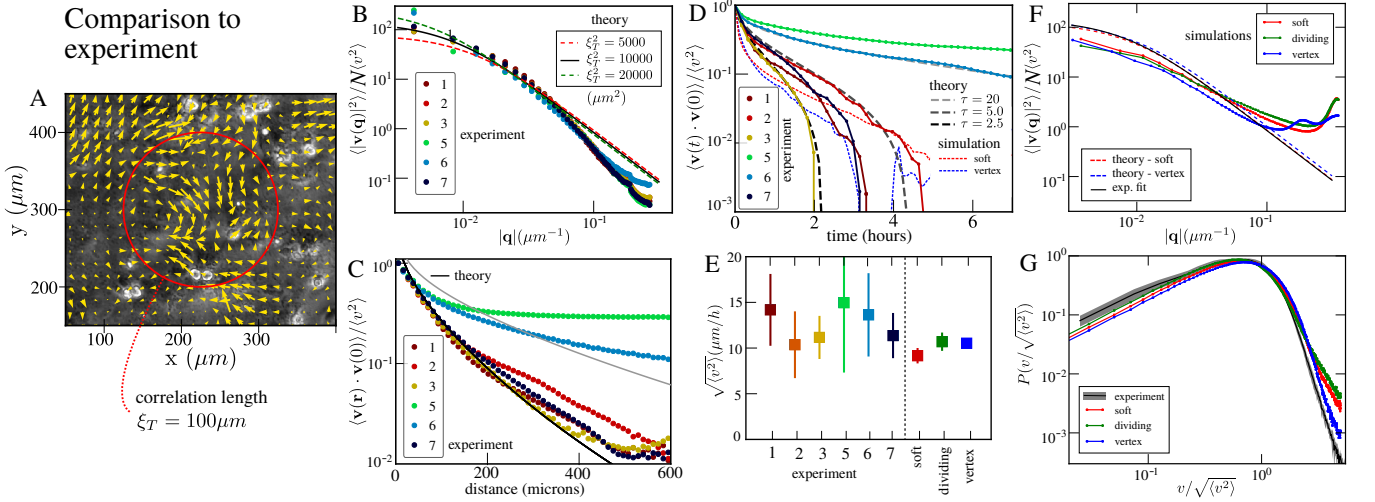 Comparison to
experiment
A
400
300
200
y (μm)
100
200
300
x (μm)
correlation length
ξ_T = 100μm
B
⟨|v(q)|²⟩/N⟨v²⟩
10²
10¹
10⁰
10⁻¹
theory
ξ_T² = 5000
ξ_T² = 10000
ξ_T² = 20000
(μm²)
1
2
3
5
6
7
experiment
10⁻²
10⁻¹
|q|(μm⁻¹)
C
⟨v(r) · v(0)⟩/⟨v²⟩
10⁰
10⁻¹
10⁻²
theory
1
2
3
5
6
7
experiment
0
200
400
600
distance (microns)
D
⟨v(t) · v(0)⟩/⟨v²⟩
10⁰
10⁻¹
10⁻²
10⁻³
1
2
3
5
6
7
experiment
theory
τ = 20
τ = 5.0
τ = 2.5
simulation
soft
vertex
0
2
4
6
time (hours)
E
√⟨v²⟩(μm/h)
20
15
10
5
0
1
2
3
5
6
7
soft
dividing
vertex
experiment
F
⟨|v(q)|²⟩/N⟨v²⟩
10²
10¹
10⁰
10⁻¹
simulations
soft
dividing
vertex
theory - soft
theory - vertex
exp. fit
10⁻²
10⁻¹
|q|(μm⁻¹)
G
P(v/√⟨v²⟩)
10⁰
10⁻¹
10⁻²
10⁻³
experiment
soft
dividing
vertex
10⁻¹
10⁰
v/√⟨v²⟩